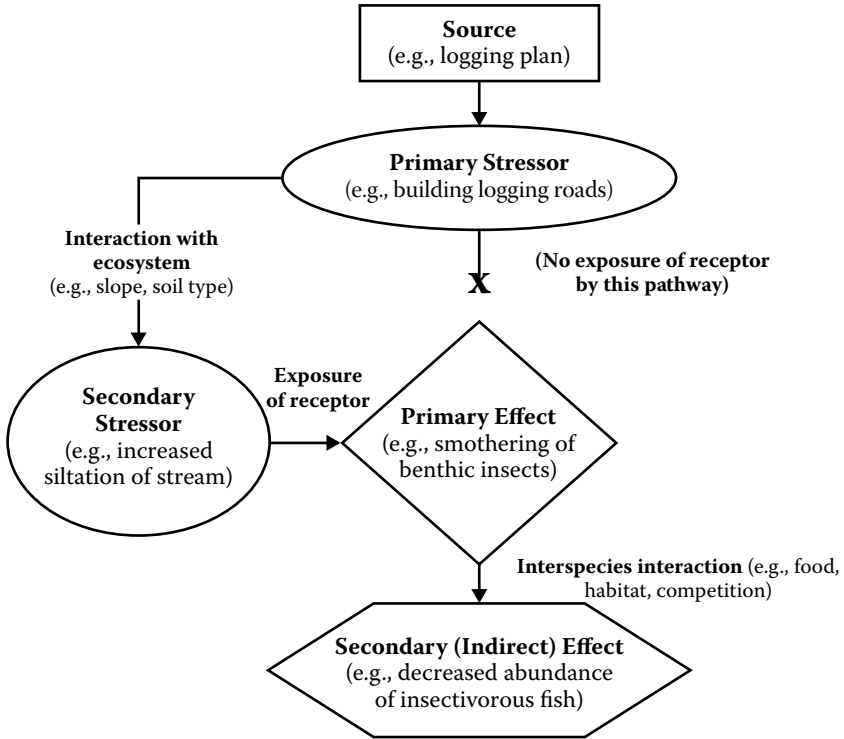 Source
(e.g., logging plan)
Primary Stressor
(e.g., building logging roads)
Interaction with
ecosystem
(e.g., slope, soil type)
X
(No exposure of receptor
by this pathway)
Secondary
Stressor
(e.g., increased
siltation of stream)
Exposure
of receptor
Primary Effect
(e.g., smothering of
benthic insects)
Interspecies interaction (e.g., food,
habitat, competition)
Secondary (Indirect) Effect
(e.g., decreased abundance
of insectivorous fish)